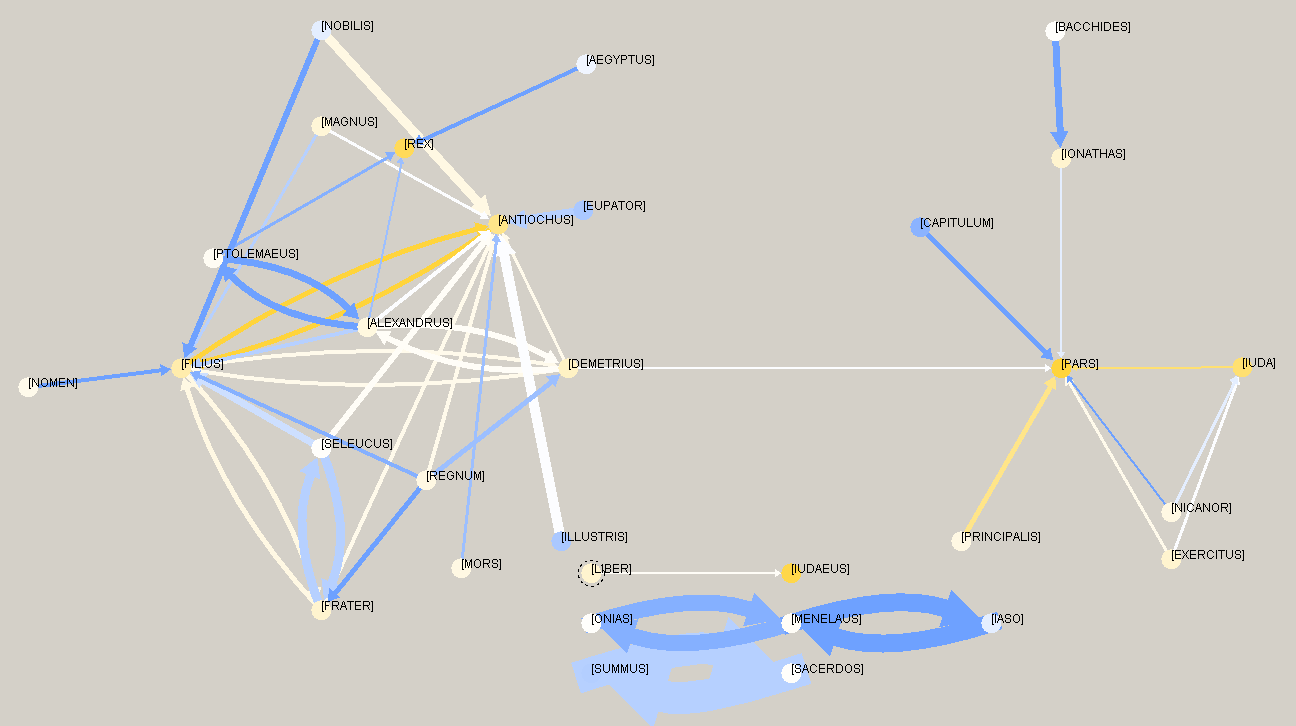 [NOBILIS]
[BACCHIDES]
[AEGYPTUS]
[MAGNUS]
[REX]
[IONATHAS]
[EUPATOR]
[ANTIOCHUS]
[CAPITULUM]
[PTOLEMAEUS]
[ALEXANDRUS]
[FILIUS]
[DEMETRIUS]
[PARS]
[IUDA]
[NOMEN]
[SELEUCUS]
[REGNUM]
[NICANOR]
[ILLUSTRIS]
[PRINCIPALIS]
[EXERCITUS]
[MORS]
[LIBER]
[IUDAEUS]
[FRATER]
[ONIAS]
[MENELAUS]
[IASO]
[SUMMUS]
[SACERDOS]